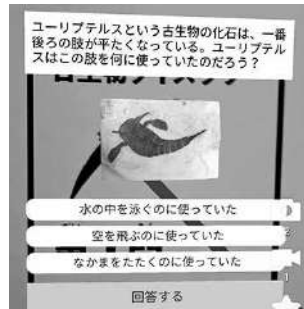 ユーリプテルスという古生物の化石は、一番
後ろの肢が平たくなっている。ユーリプテル
スはこの肢を何に使っていたのだろう？
水の中を泳ぐのに使っていた
空を飛ぶのに使っていた
なかまをたたくのに使っていた
回答する